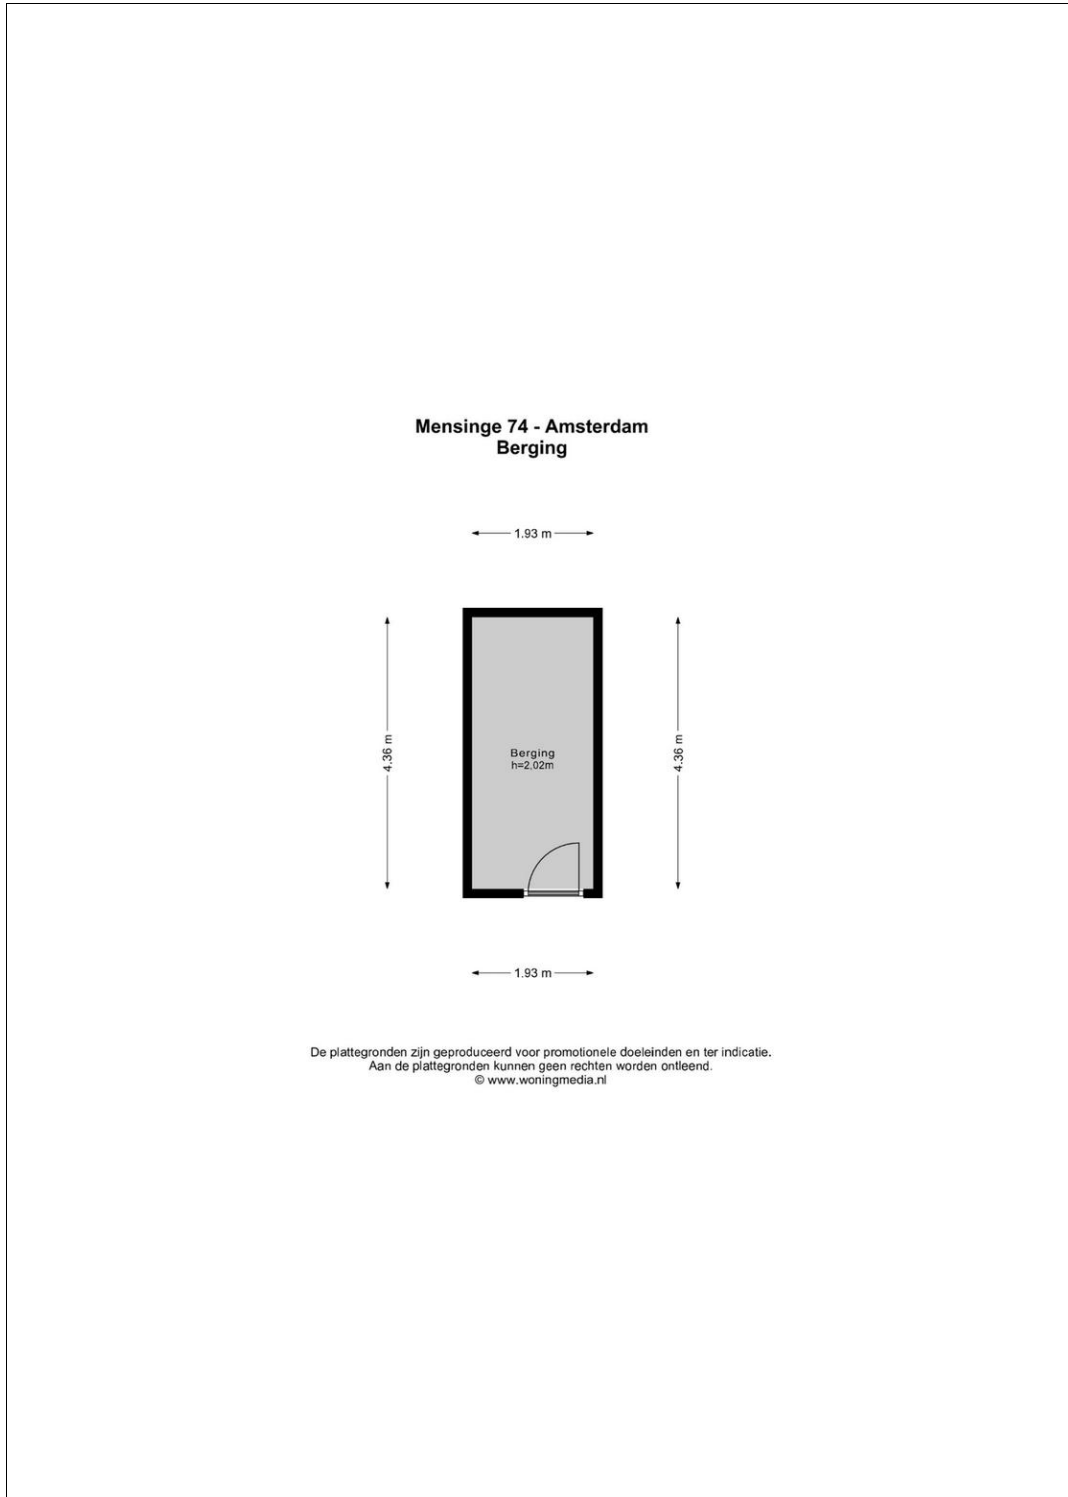 Mensinge 74 - Amsterdam
Berging
1.93 m
4.36 m
4.36 m
Berging
h=2.02m
1.93 m
De plattegronden zijn geproduceerd voor promotionele doeleinden en ter indicatie.
Aan de plattegronden kunnen geen rechten worden ontleend.
© www.woningmedia.nl